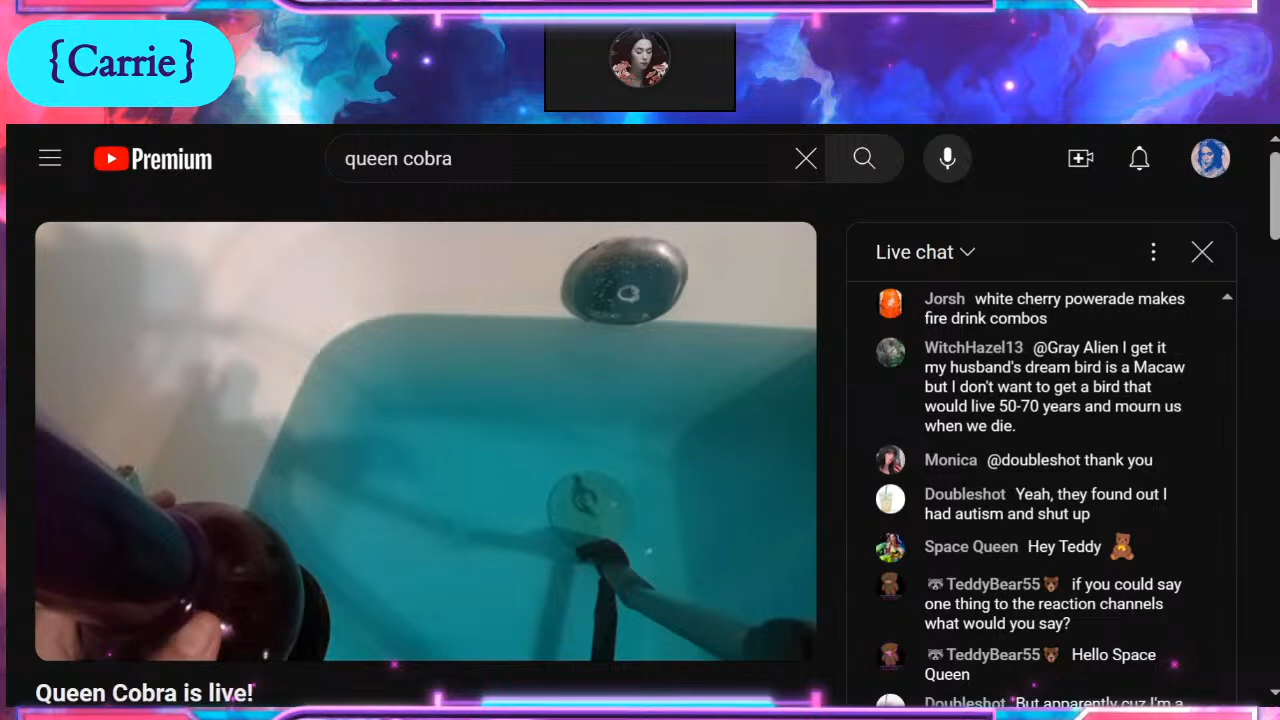 {Carrie}
Premium
queen cobra
Live chat
Jorsh white cherry powerade makes
fire drink combos
WitchHazel13 @Gray Alien I get it
my husband's dream bird is a Macaw
but I don't want to get a bird that
would live 50-70 years and mourn us
when we die.
Monica @doubleshot thank you
Doubleshot Yeah, they found out I
had autism and shut up
Space Queen Hey Teddy
TeddyBear55 if you could say
one thing to the reaction channels
what would you say?
TeddyBear55 Hello Space
Queen
Doubleshot But apparently cuz I'm a
Queen Cobra is live!